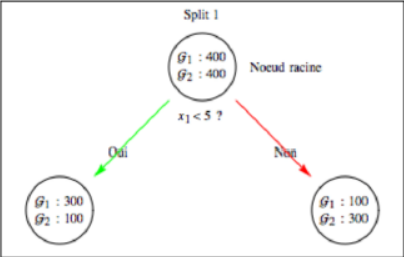 Split 1
𝒢1 : 400
𝒢2 : 400
Noeud racine
x1 < 5 ?
Oui
Non
𝒢1 : 300
𝒢2 : 100
𝒢1 : 100
𝒢2 : 300